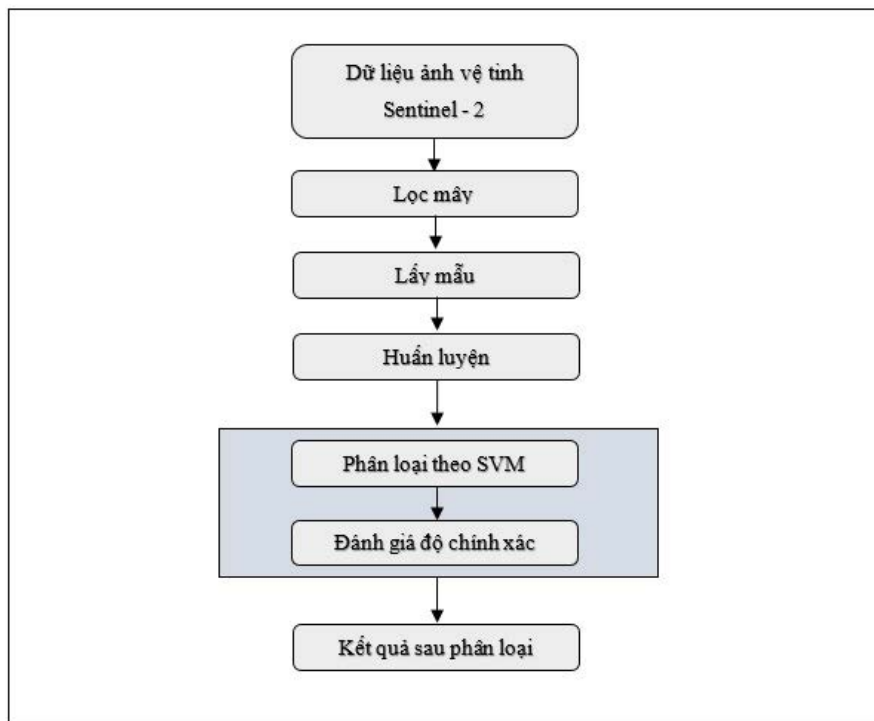 Dữ liệu ảnh vệ tinh
Sentinel - 2
Lọc mây
Lấy mẫu
Huấn luyện
Phân loại theo SVM
Đánh giá độ chính xác
Kết quả sau phân loại